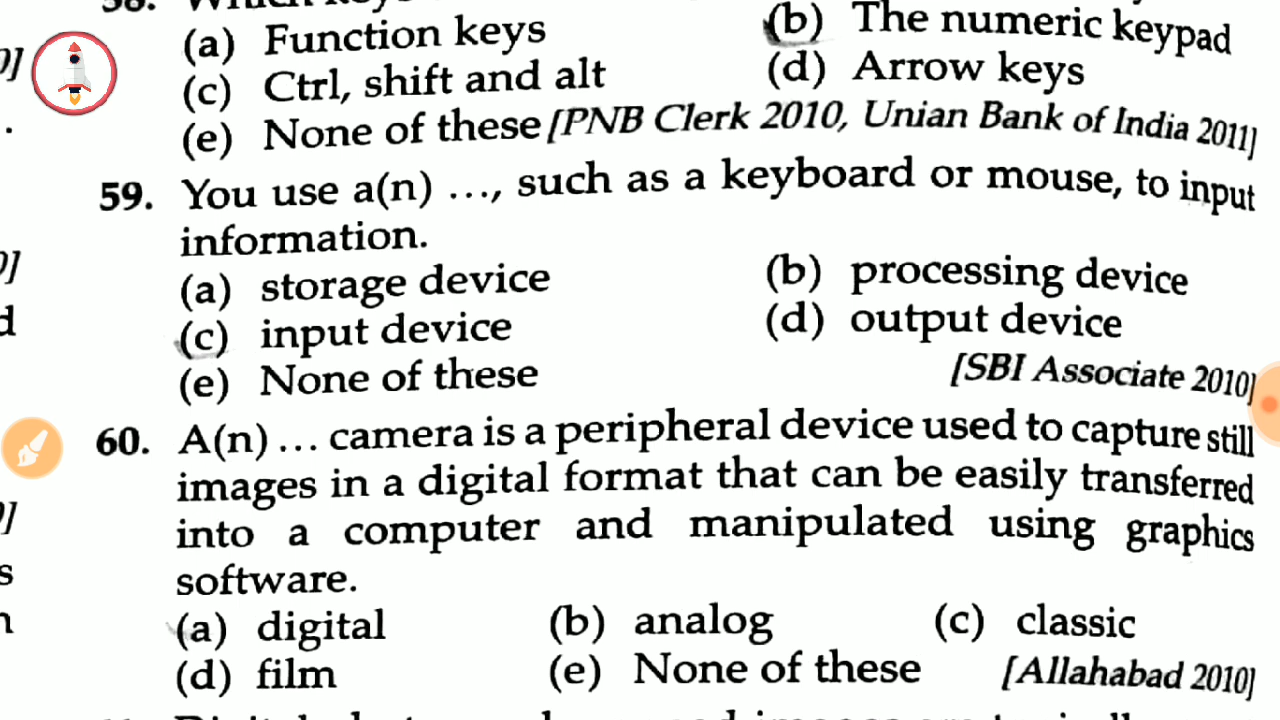 (a) Function keys (b) The numeric keypad
(c) Ctrl, shift and alt (d) Arrow keys
(e) None of these [PNB Clerk 2010, Unian Bank of India 2011]
59. You use a(n) ..., such as a keyboard or mouse, to input
information.
(a) storage device (b) processing device
(c) input device (d) output device
(e) None of these [SBI Associate 2010]
60. A(n) ... camera is a peripheral device used to capture still
images in a digital format that can be easily transferred
into a computer and manipulated using graphics
software.
(a) digital (b) analog (c) classic
(d) film (e) None of these [Allahabad 2010]